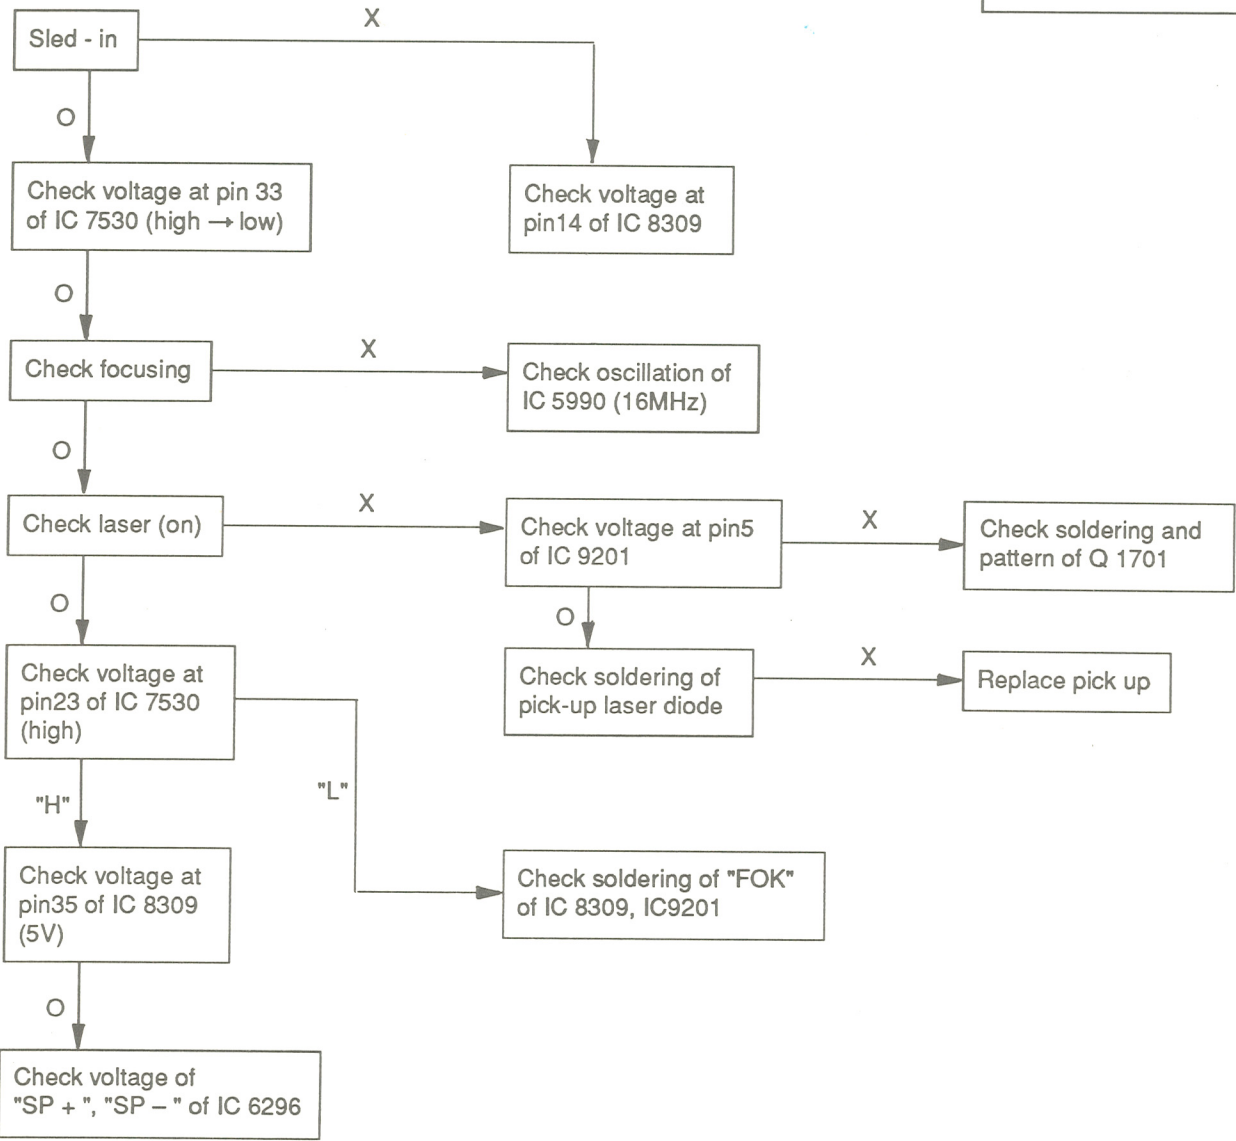 Sled - in
X
O
Check voltage at pin 33
of IC 7530 (high → low)
Check voltage at
pin14 of IC 8309
O
Check focusing
X
Check oscillation of
IC 5990 (16MHz)
O
Check laser (on)
X
Check voltage at pin5
of IC 9201
X
Check soldering and
pattern of Q 1701
O
O
Check voltage at
pin23 of IC 7530
(high)
Check soldering of
pick-up laser diode
X
Replace pick up
"H"
"L"
Check voltage at
pin35 of IC 8309
(5V)
Check soldering of "FOK"
of IC 8309, IC9201
O
Check voltage of
"SP + ", "SP – " of IC 6296